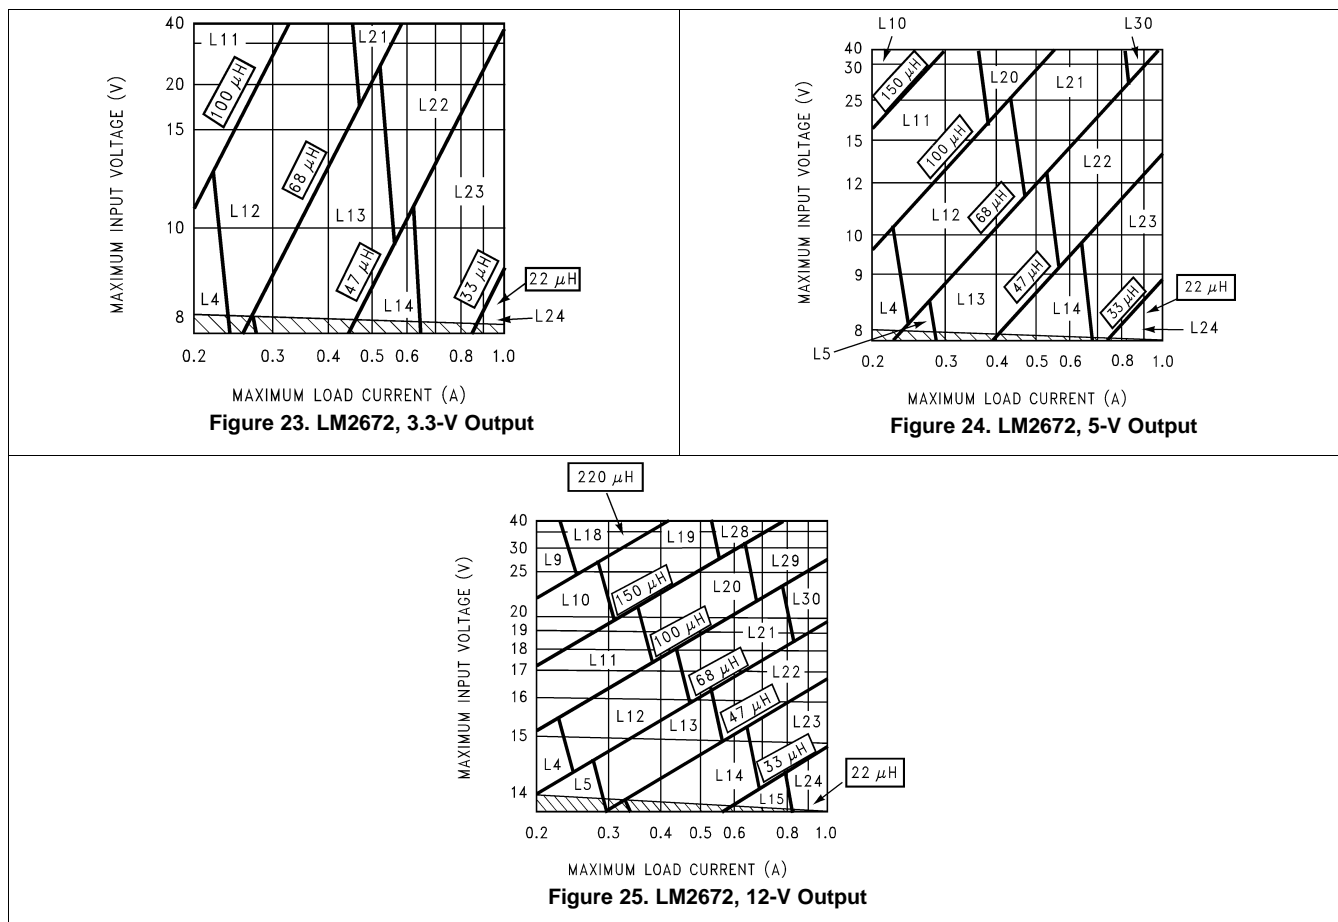 40
20
15
10
8
MAXIMUM INPUT VOLTAGE (V)
L11
L21
100 μH
L22
68 μH
L23
L12
L13
47 μH
33 μH
22 μH
L4
L14
L24
0.2 0.3 0.4 0.5 0.6 0.8 1.0
MAXIMUM LOAD CURRENT (A)
Figure 23. LM2672, 3.3-V Output
L10
L30
40
30
25
15
12
10
9
8
MAXIMUM INPUT VOLTAGE (V)
150 μH
L20
L21
L11
100 μH
L22
L12
68 μH
L23
47 μH
L13
33 μH
22 μH
L4
L14
L24
L5
0.2 0.3 0.4 0.5 0.6 0.8 1.0
MAXIMUM LOAD CURRENT (A)
Figure 24. LM2672, 5-V Output
220 μH
40
30
25
20
19
18
17
16
15
14
MAXIMUM INPUT VOLTAGE (V)
L18
L19
L28
L9
L29
L10
150 μH
L20
L30
100 μH
L21
L11
68 μH
L22
L12
L13
47 μH
L23
L4
33 μH
L5
L14
L24
22 μH
L15
0.2 0.3 0.4 0.5 0.6 0.8 1.0
MAXIMUM LOAD CURRENT (A)
Figure 25. LM2672, 12-V Output